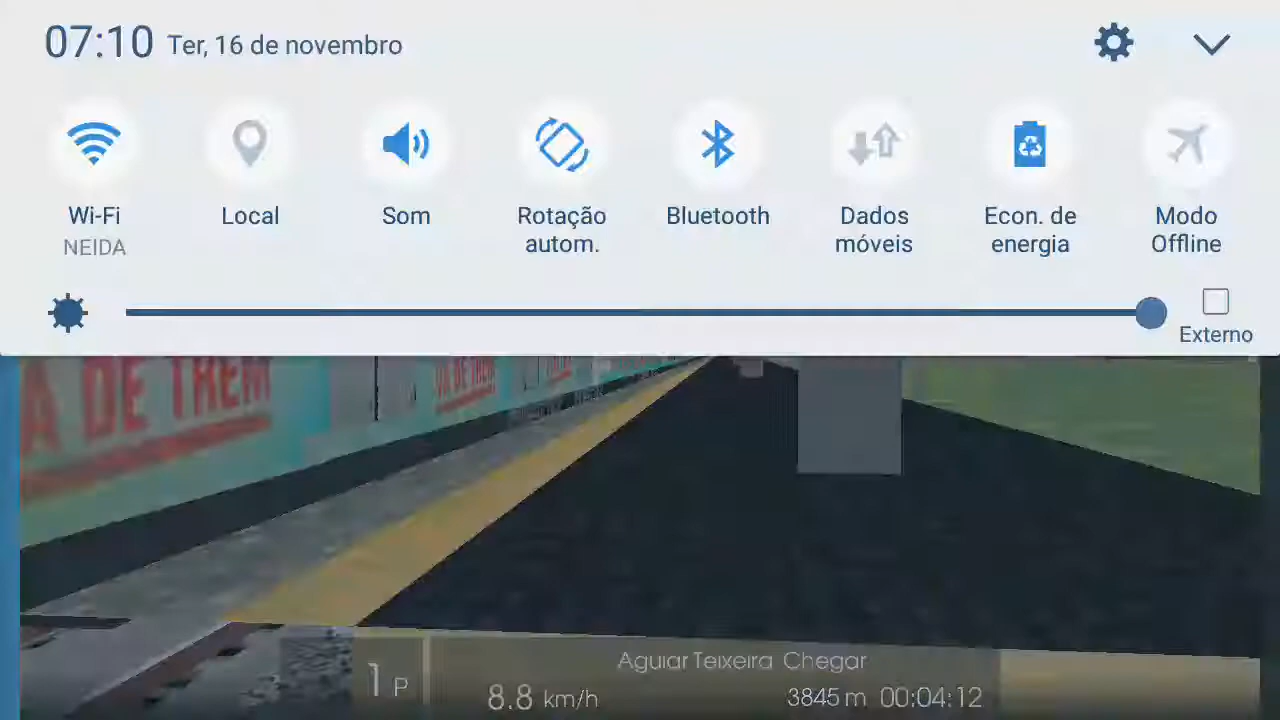 07:10 Ter, 16 de novembro
Wi-Fi Local Som Rotação autom. Bluetooth Dados móveis Econ. de energia Modo Offline
NEIDA
Externo
A DE TREM
VA DE TREM
Aguiar Teixeira Chegar
1 P 8.8 km/h 3845 m 00:04:12